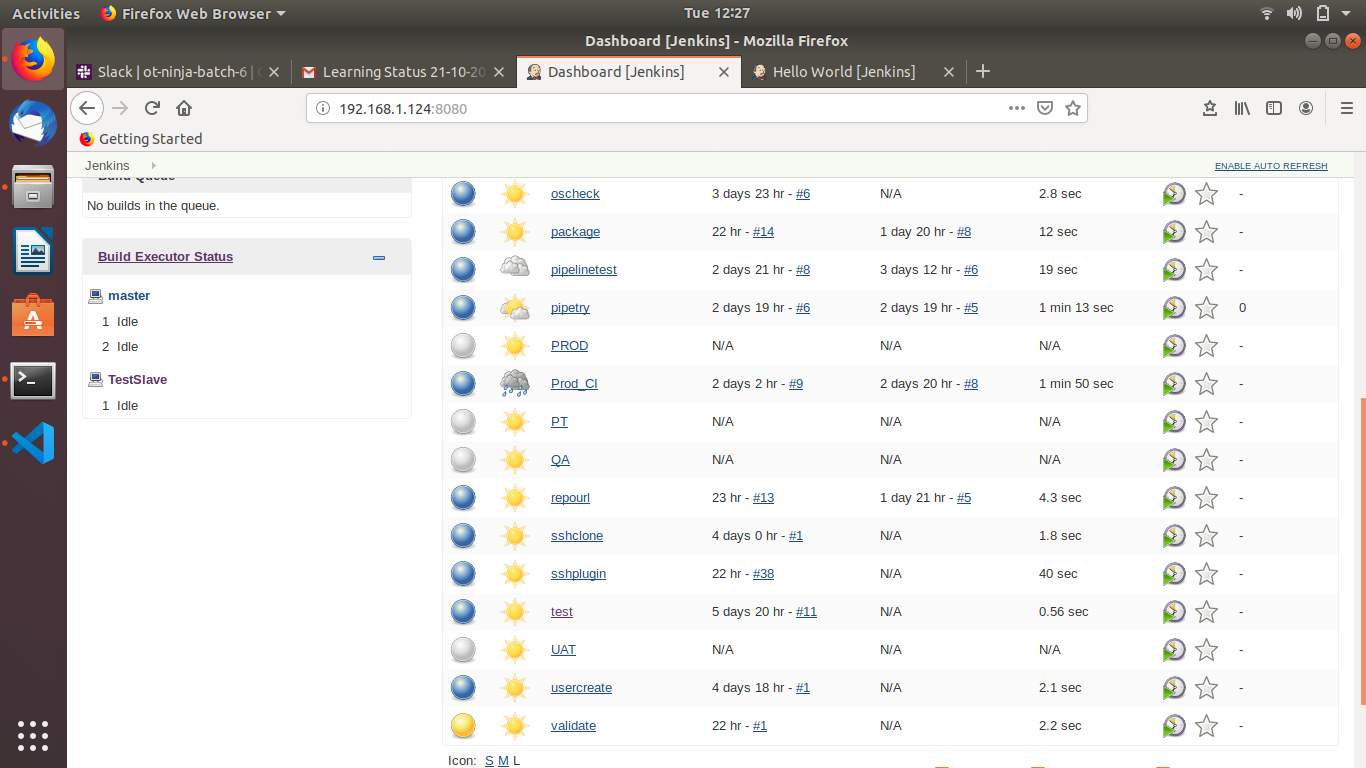 Activities Firefox Web Browser Tue 12:27
Dashboard [Jenkins] - Mozilla Firefox
Slack | ot-ninja-batch-6 | Learning Status 21-10-20 Dashboard [Jenkins] Hello World [Jenkins]
192.168.1.124:8080
Getting Started
Jenkins ENABLE AUTO REFRESH
Build Queue
No builds in the queue.
Build Executor Status
master
1 Idle
2 Idle
TestSlave
1 Idle
oscheck 3 days 23 hr - #6 N/A 2.8 sec -
package 22 hr - #14 1 day 20 hr - #8 12 sec -
pipelinetest 2 days 21 hr - #8 3 days 12 hr - #6 19 sec -
pipetry 2 days 19 hr - #6 2 days 19 hr - #5 1 min 13 sec 0
PROD N/A N/A N/A -
Prod_CI 2 days 2 hr - #9 2 days 20 hr - #8 1 min 50 sec -
PT N/A N/A N/A -
QA N/A N/A N/A -
repourl 23 hr - #13 1 day 21 hr - #5 4.3 sec -
sshclone 4 days 0 hr - #1 N/A 1.8 sec -
sshplugin 22 hr - #38 N/A 40 sec -
test 5 days 20 hr - #11 N/A 0.56 sec -
UAT N/A N/A N/A -
usercreate 4 days 18 hr - #1 N/A 2.1 sec -
validate 22 hr - #1 N/A 2.2 sec -
Icon: S M L